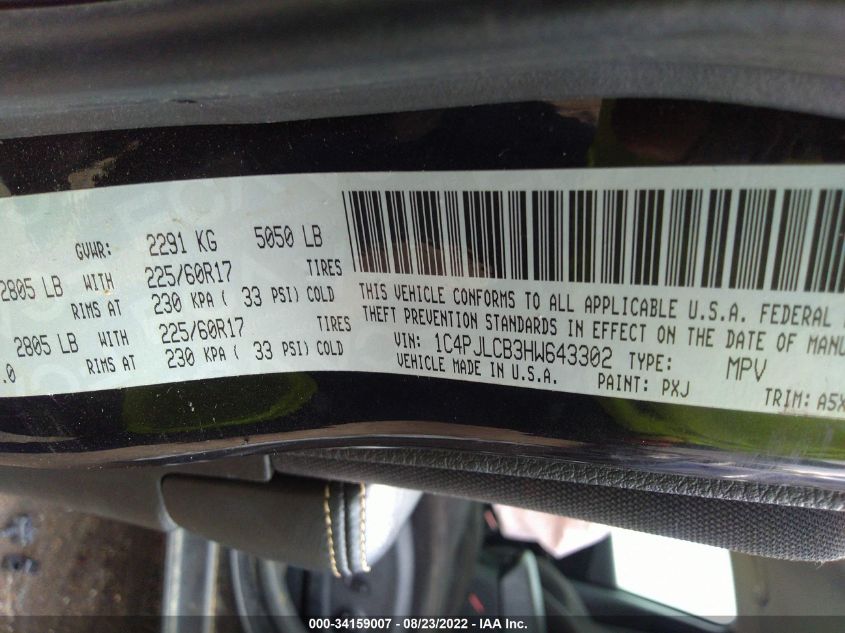 GVWR: 2291 KG 5050 LB
2805 LB WITH 225/60R17 TIRES
RIMS AT 230 KPA ( 33 PSI) COLD
2805 LB WITH 225/60R17 TIRES
.0 RIMS AT 230 KPA ( 33 PSI) COLD
THIS VEHICLE CONFORMS TO ALL APPLICABLE U.S.A. FEDERAL
THEFT PREVENTION STANDARDS IN EFFECT ON THE DATE OF MANU
VIN: 1C4PJLCB3HW643302 TYPE: MPV
VEHICLE MADE IN U.S.A. PAINT: PXJ TRIM: A5X
000-34159007 - 08/23/2022 - IAA Inc.